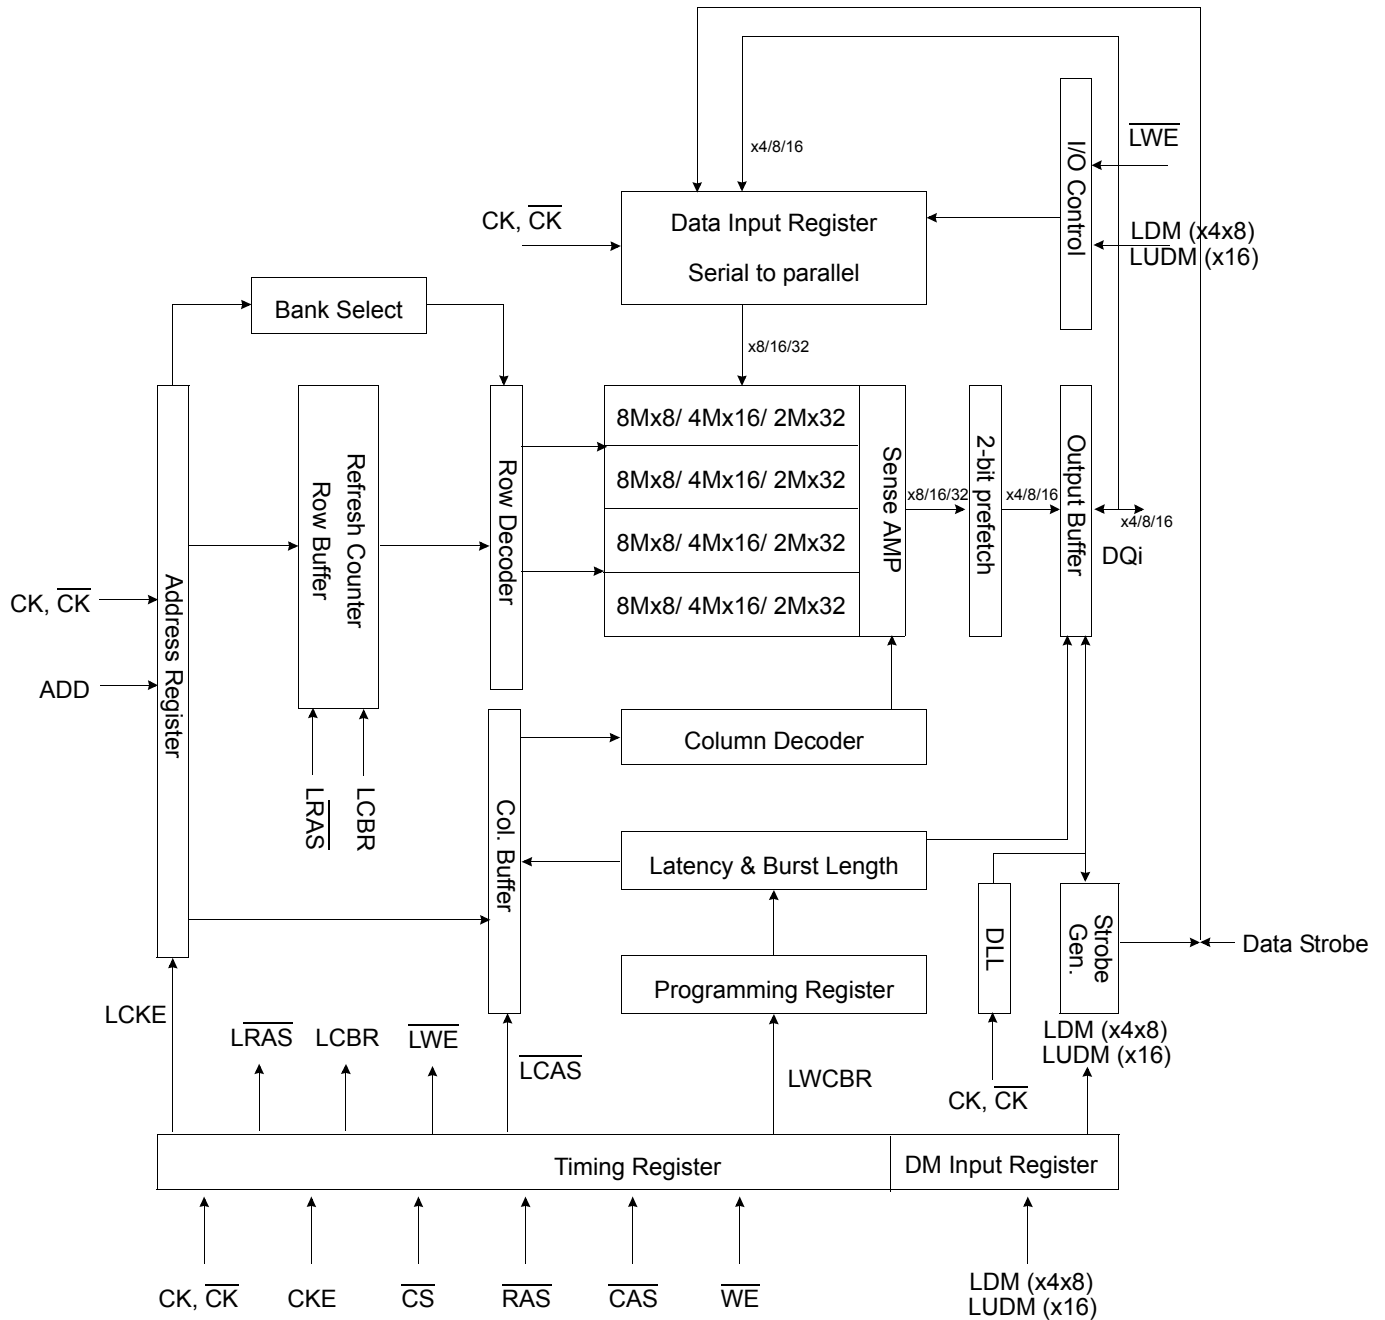 LWE
I/O Control
x4/8/16
CK, CK
Data Input Register
Serial to parallel
LDM (x4x8)
LUDM (x16)
Bank Select
x8/16/32
Address Register
Refresh Counter
Row Buffer
Row Decoder
8Mx8/ 4Mx16/ 2Mx32
8Mx8/ 4Mx16/ 2Mx32
8Mx8/ 4Mx16/ 2Mx32
8Mx8/ 4Mx16/ 2Mx32
Sense AMP
x8/16/32
2-bit prefetch
x4/8/16
Output Buffer
x4/8/16
DQi
CK, CK
ADD
LRAS
LCBR
Col. Buffer
Column Decoder
Latency & Burst Length
DLL
Strobe
Gen.
Data Strobe
Programming Register
LCKE
LRAS
LCBR
LWE
LCAS
LWCBR
CK, CK
LDM (x4x8)
LUDM (x16)
Timing Register
DM Input Register
CK, CK
CKE
CS
RAS
CAS
WE
LDM (x4x8)
LUDM (x16)